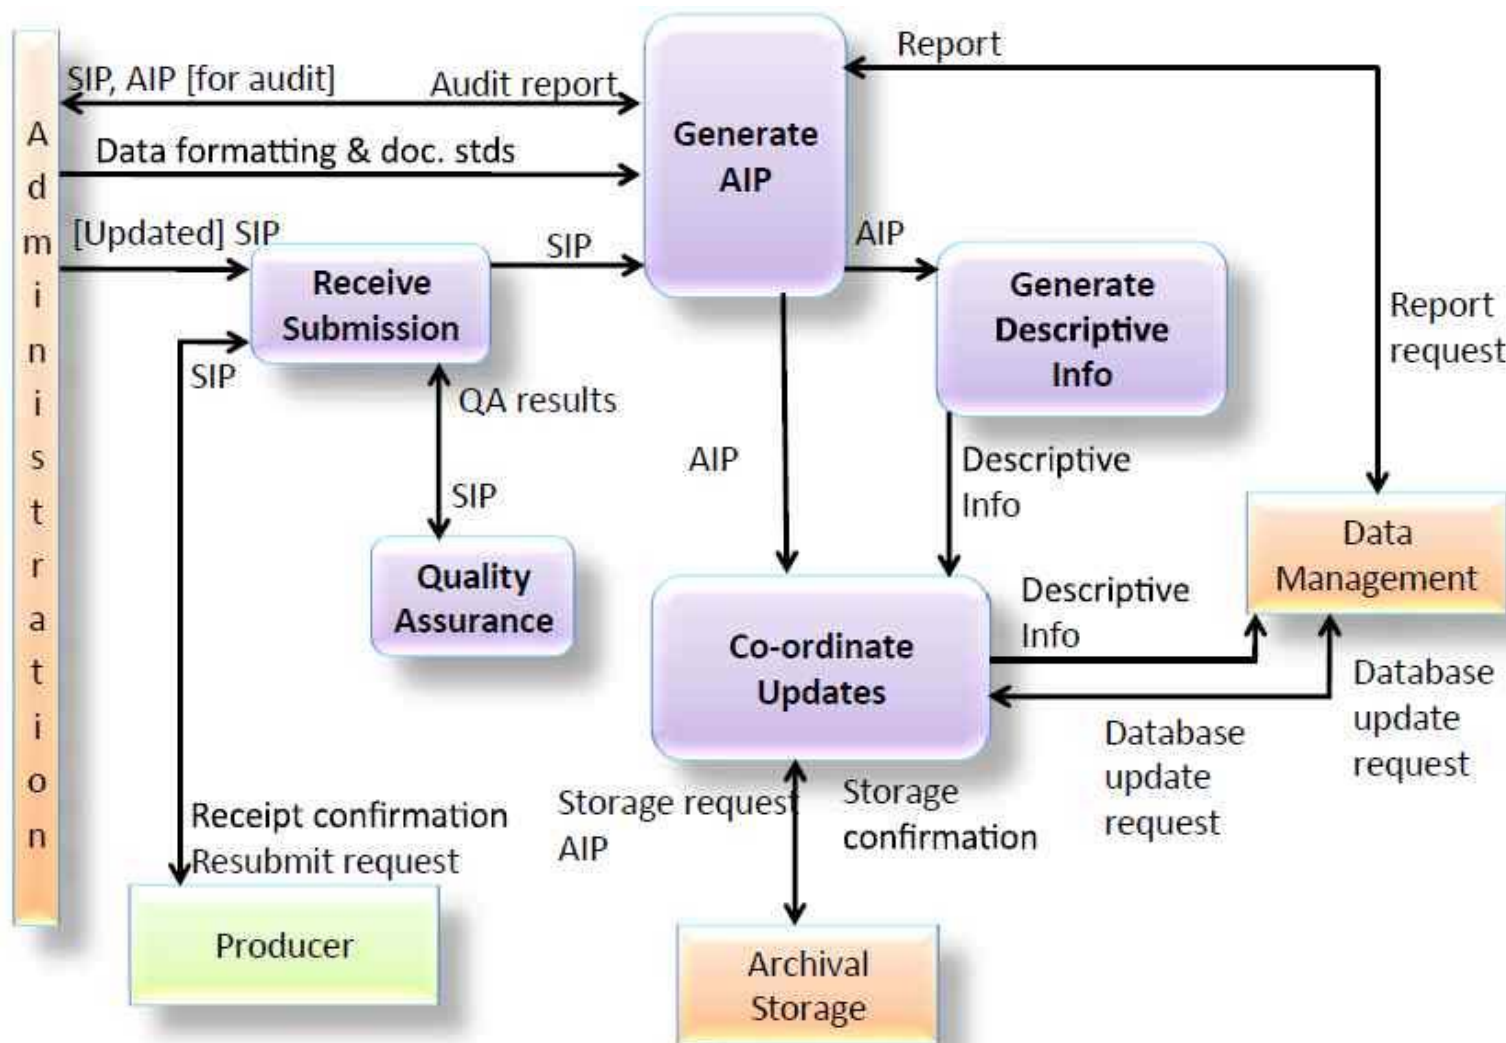 Administration
SIP, AIP [for audit]
Audit report
Data formatting & doc. stds
[Updated] SIP
Receive
Submission
SIP
Generate
AIP
Report
AIP
Generate
Descriptive
Info
Report
request
SIP
QA results
SIP
Quality
Assurance
AIP
Descriptive
Info
Data
Management
Co-ordinate
Updates
Descriptive
Info
Database
update
request
Database
update
request
Storage request
AIP
Storage
confirmation
Receipt confirmation
Resubmit request
Producer
Archival
Storage